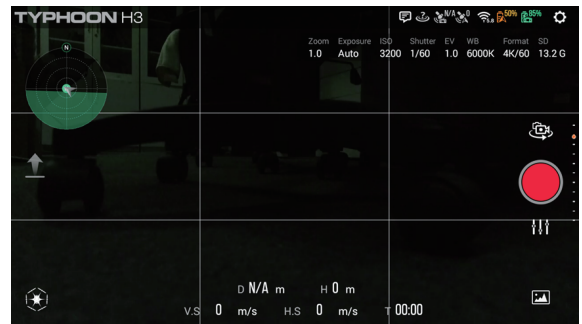 TYPHOON H3
N/A 0 50% 85%
Zoom Exposure ISO Shutter EV WB Format SD
1.0 Auto 3200 1/60 1.0 6000K 4K/60 13.2 G
N
D N/A m H 0 m
V.S 0 m/s H.S 0 m/s T 00:00